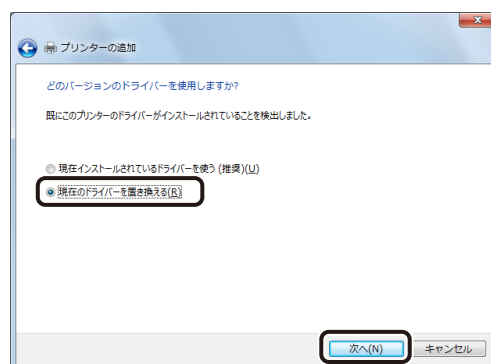 プリンターの追加
どのバージョンのドライバーを使用しますか?
既にこのプリンターのドライバーがインストールされていることを検出しました。
現在インストールされているドライバーを使う (推奨)(U)
現在のドライバーを置き換える(R)
次へ(N) キャンセル